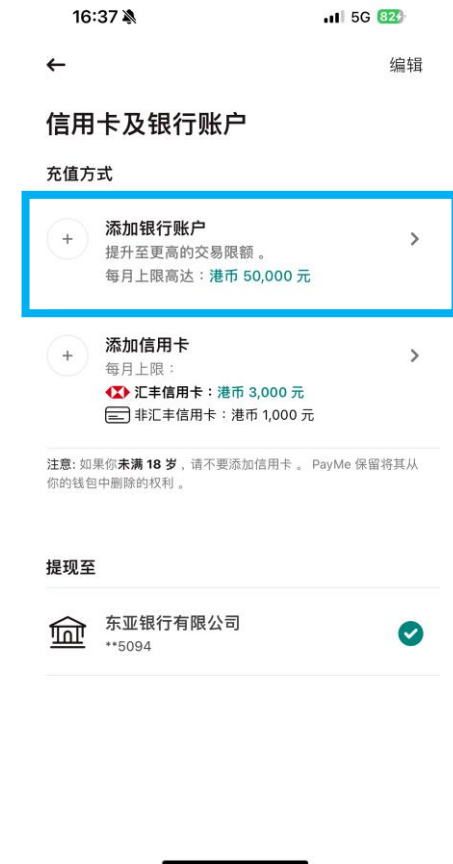 16:37
5G 82
编辑
信用卡及银行账户
充值方式
添加银行账户
提升至更高的交易限额。
每月上限高达：港币 50,000 元
添加信用卡
每月上限：
汇丰信用卡：港币 3,000 元
非汇丰信用卡：港币 1,000 元
注意: 如果你未满 18 岁，请不要添加信用卡。 PayMe 保留将其从
你的钱包中删除的权利。
提现至
东亚银行有限公司
**5094